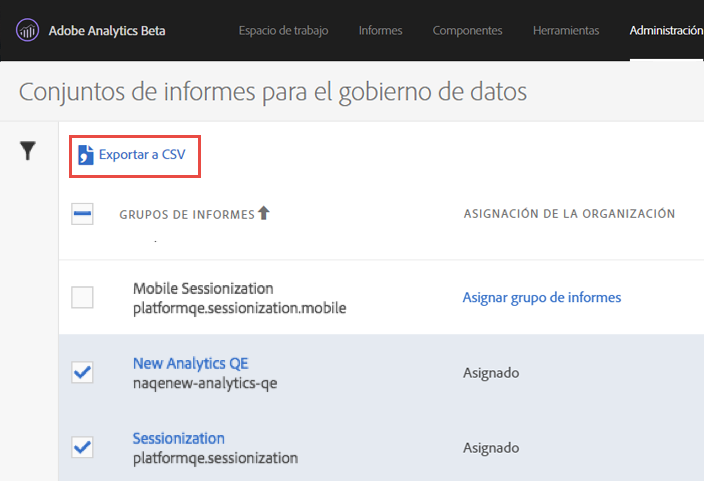 Adobe Analytics Beta
Espacio de trabajo
Informes
Componentes
Herramientas
Administración
Conjuntos de informes para el gobierno de datos
Exportar a CSV
GRUPOS DE INFORMES
ASIGNACIÓN DE LA ORGANIZACIÓN
Mobile Sessionization
platformqe.sessionization.mobile
Asignar grupo de informes
New Analytics QE
naqenew-analytics-qe
Asignado
Sessionization
platformqe.sessionization
Asignado